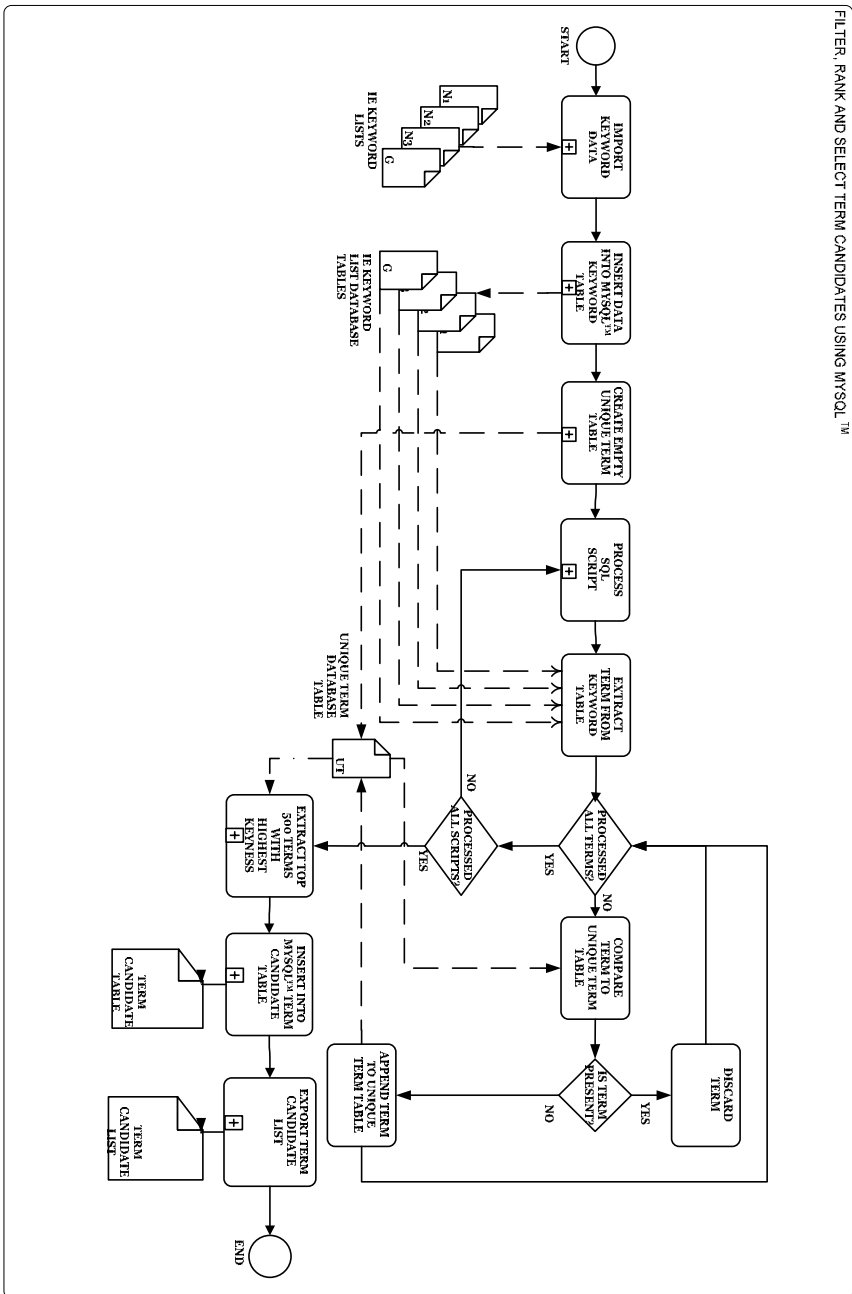 FILTER, RANK AND SELECT TERM CANDIDATES USING MYSQL ™
START
IMPORT
KEYWORD
DATA
N1
N2
N3
G
IE KEYWORD
LISTS
INSERT DATA
INTO MYSQL™
KEYWORD
TABLE
G
IE KEYWORD
LIST DATABASE
TABLES
CREATE EMPTY
UNIQUE TERM
TABLE
PROCESS
SQL
SCRIPT
EXTRACT
TERM FROM
KEYWORD
TABLE
UNIQUE TERM
DATABASE
TABLE
UT
PROCESSED
ALL TERMS?
YES
NO
PROCESSED
ALL SCRIPTS?
NO
YES
COMPARE
TERM TO
UNIQUE TERM
TABLE
IS TERM
PRESENT?
YES
NO
DISCARD
TERM
APPEND TERM
TO UNIQUE
TERM TABLE
EXTRACT TOP
500 TERMS
WITH
HIGHEST
KEYNESS
INSERT INTO
MYSQL™ TERM
CANDIDATE
TABLE
TERM
CANDIDATE
TABLE
EXPORT TERM
CANDIDATE
LIST
TERM
CANDIDATE
LIST
END